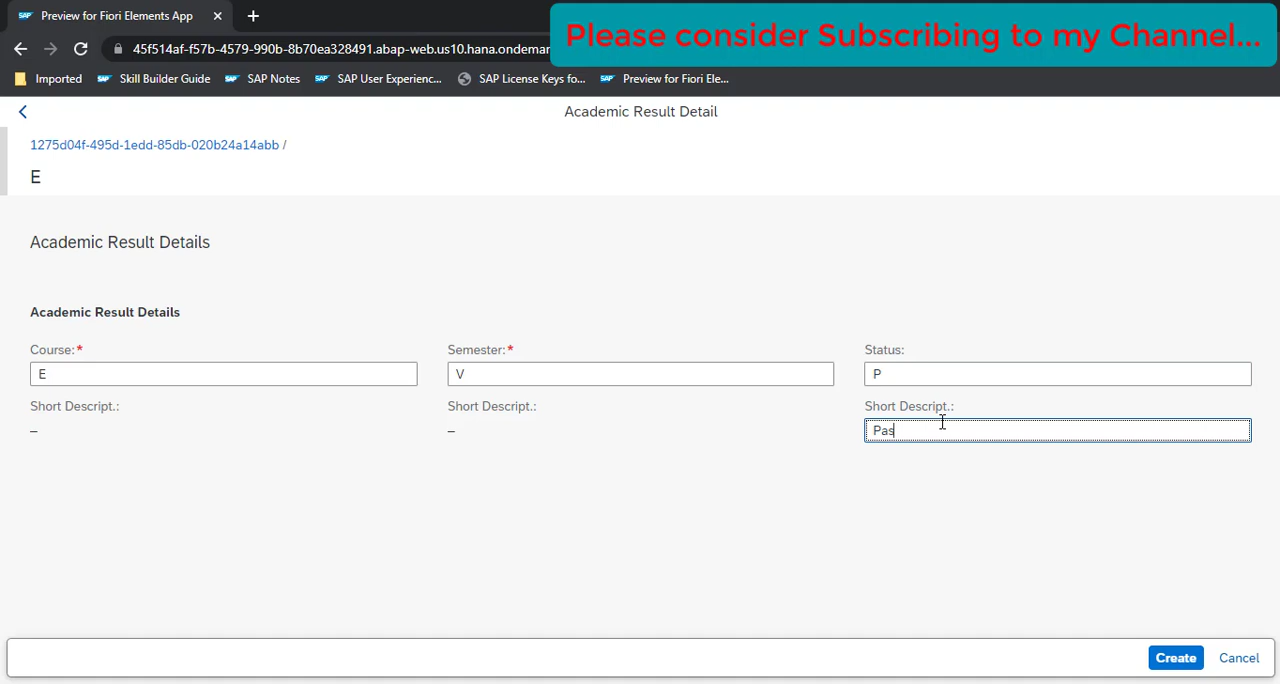 Preview for Fiori Elements App
Please consider Subscribing to my Channel...
45f514af-f57b-4579-990b-8b70ea328491.abap-web.us10.hana.ondemar
Imported
Skill Builder Guide
SAP Notes
SAP User Experienc...
SAP License Keys fo...
Preview for Fiori Ele...
Academic Result Detail
1275d04f-495d-1edd-85db-020b24a14abb /
E
Academic Result Details
Academic Result Details
Course:* Semester:* Status:
E V P
Short Descript.: Short Descript.: Short Descript.:
– – Pas
Create Cancel